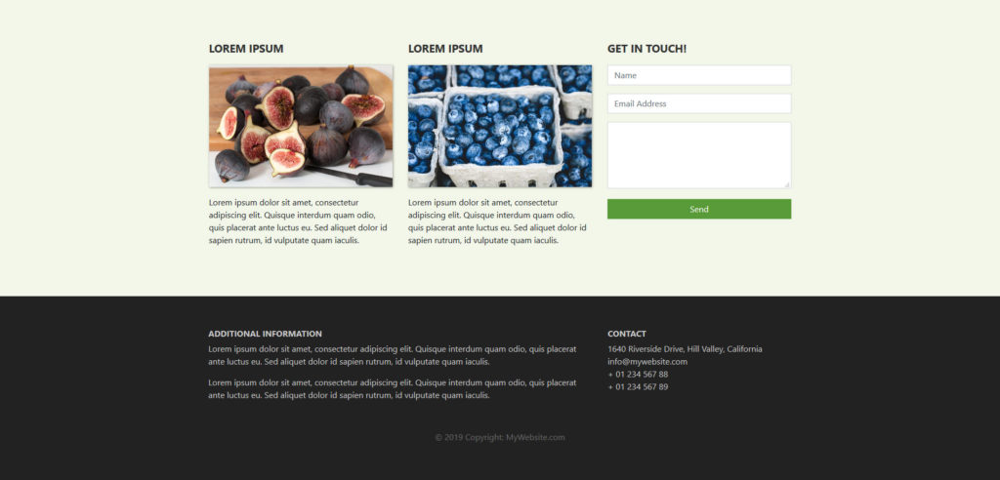 LOREM IPSUM
Lorem ipsum dolor sit amet, consectetur
adipiscing elit. Quisque interdum quam odio,
quis placerat ante luctus eu. Sed aliquet dolor id
sapien rutrum, id vulputate quam iaculis.
LOREM IPSUM
Lorem ipsum dolor sit amet, consectetur
adipiscing elit. Quisque interdum quam odio,
quis placerat ante luctus eu. Sed aliquet dolor id
sapien rutrum, id vulputate quam iaculis.
GET IN TOUCH!
Name
Email Address
Send
ADDITIONAL INFORMATION
Lorem ipsum dolor sit amet, consectetur adipiscing elit. Quisque interdum quam odio, quis placerat
ante luctus eu. Sed aliquet dolor id sapien rutrum, id vulputate quam iaculis.
Lorem ipsum dolor sit amet, consectetur adipiscing elit. Quisque interdum quam odio, quis placerat
ante luctus eu. Sed aliquet dolor id sapien rutrum, id vulputate quam iaculis.
CONTACT
1640 Riverside Drive, Hill Valley, California
info@mywebsite.com
+ 01 234 567 88
+ 01 234 567 89
© 2019 Copyright: MyWebsite.com